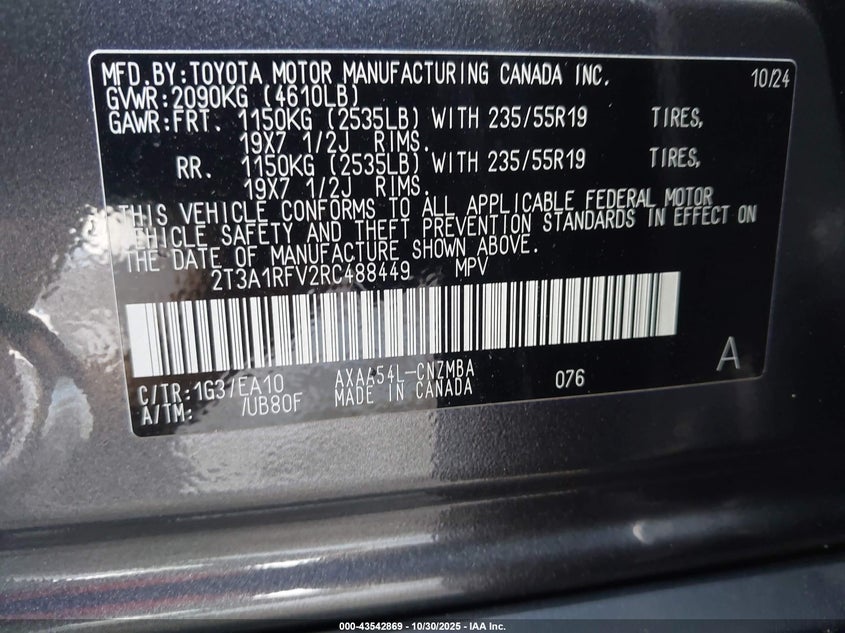 MFD.BY:TOYOTA MOTOR MANUFACTURING CANADA INC. 10/24
GVWR:2090KG (4610LB)
GAWR:FRT. 1150KG (2535LB) WITH 235/55R19 TIRES,
19X7 1/2J RIMS.
RR. 1150KG (2535LB) WITH 235/55R19 TIRES,
19X7 1/2J RIMS.
THIS VEHICLE CONFORMS TO ALL APPLICABLE FEDERAL MOTOR
VEHICLE SAFETY AND THEFT PREVENTION STANDARDS IN EFFECT ON
THE DATE OF MANUFACTURE SHOWN ABOVE.
2T3A1RFV2RC488449 MPV
A
C/TR:1G3/EA10 AXAA54L-CNZMBA 076
A/TM: /UB80F MADE IN CANADA
000-43542869 - 10/30/2025 - IAA Inc.